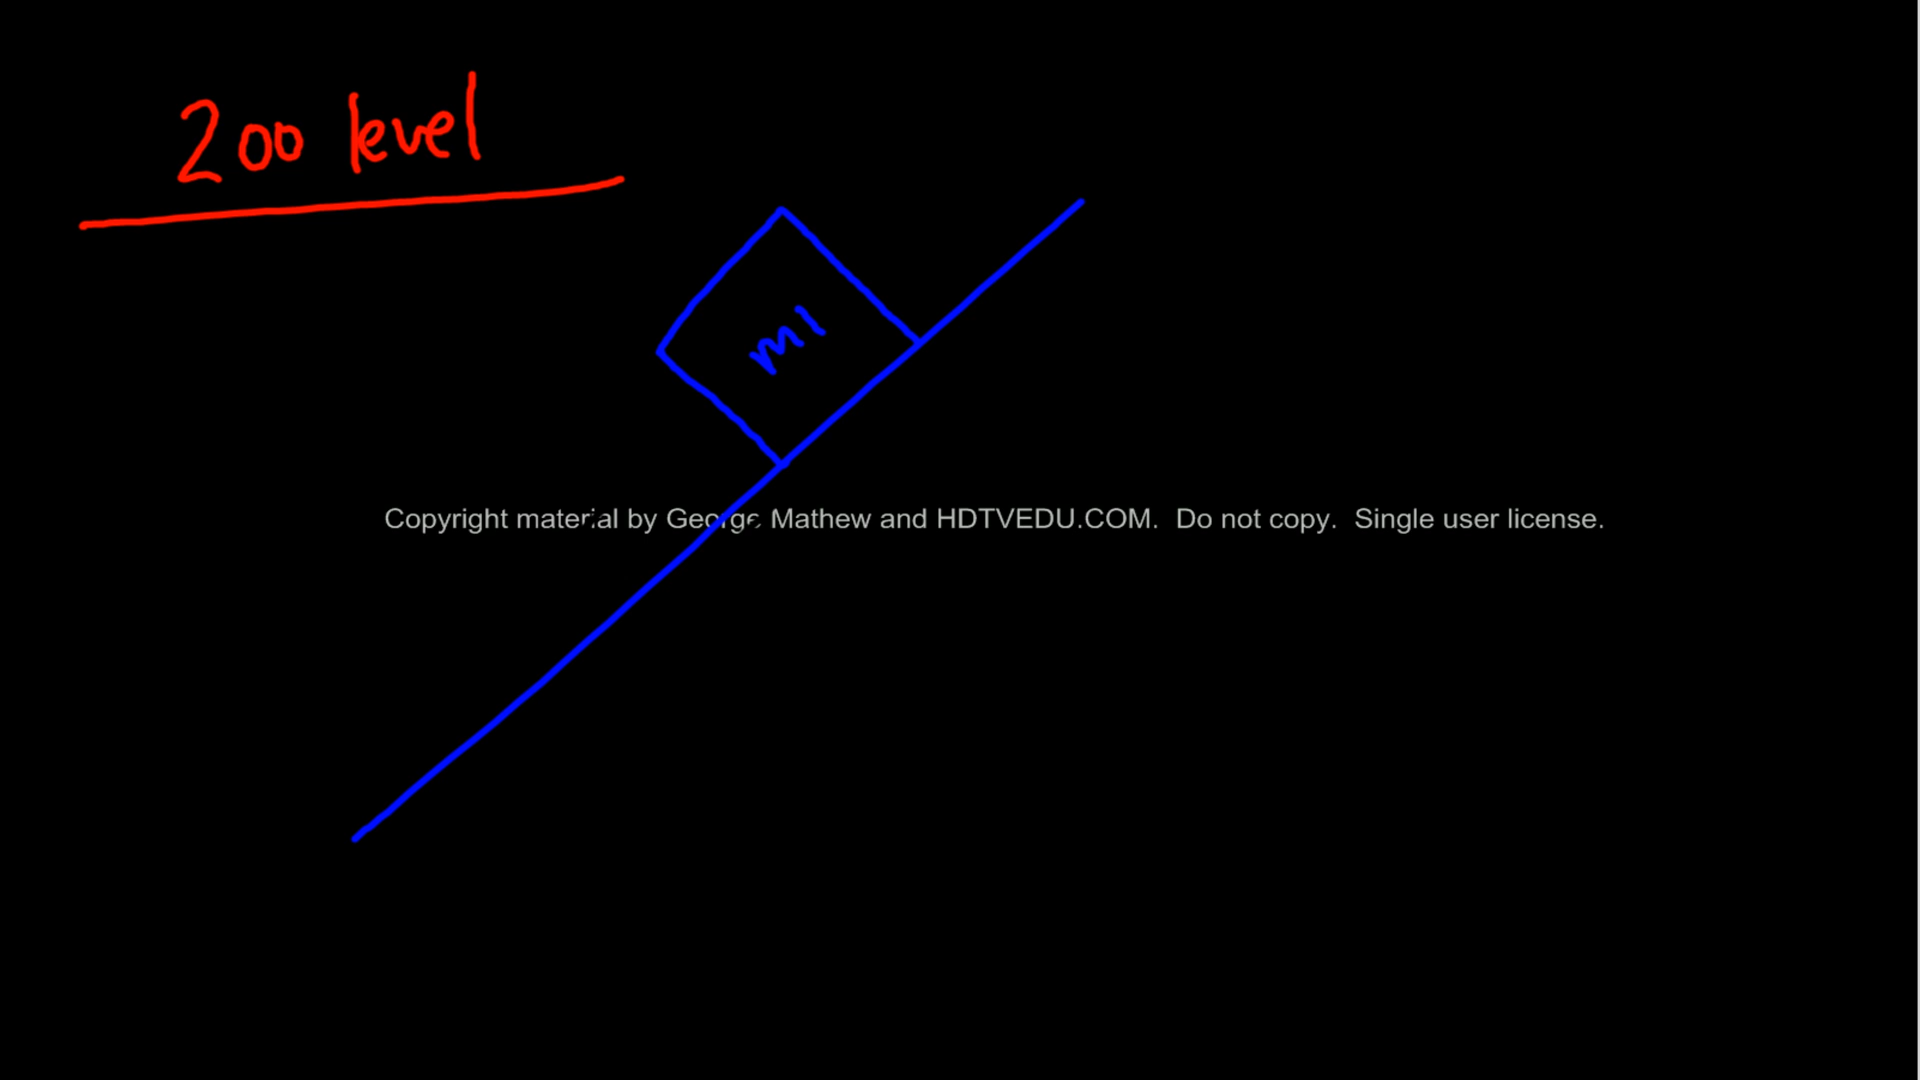 200 level
m1
Copyright material by George Mathew and HDTVEDU.COM. Do not copy. Single user license.